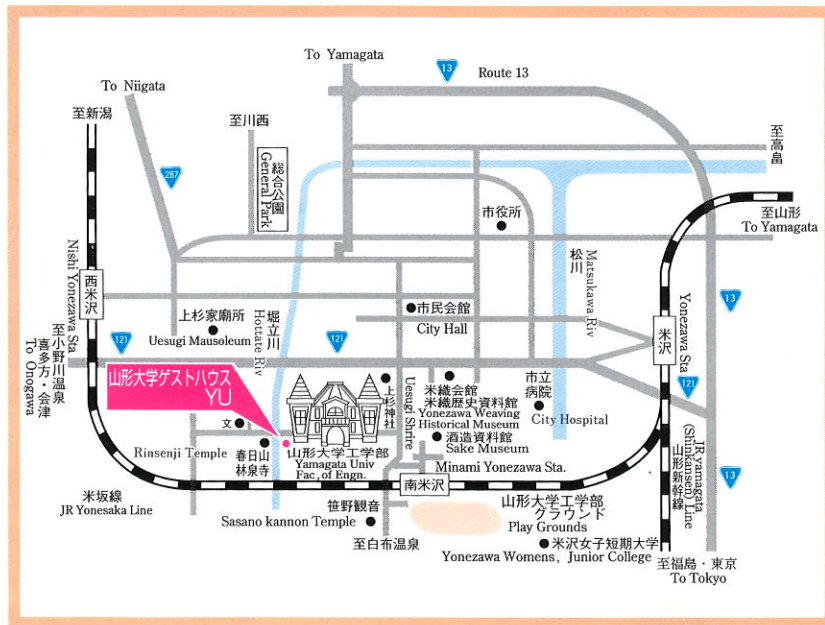 To Yamagata
13
Route 13
To Niigata
至新潟
至川西
総合公園
General Park
至高畠
287
市役所
至山形
To Yamagata
松川
Matsukawa Riv
Nishi Yonezawa Sta
西米沢
上杉家廟所
Uesugi Mausoleum
堀立川
Hottate Riv
市民会館
City Hall
13
Yonezawa Sta
米沢
121
121
121
至小野川温泉
喜多方・会津
To Onogawa
山形大学ゲストハウス
YU
上杉神社
Uesugi Shrire
米織会館
米織歴史資料館
Yonezawa Weaving
Historical Museum
市立
病院
City Hospital
酒造資料館
Sake Museum
文
Rinsenji Temple
春日山
林泉寺
山形大学工学部
Yamagata Univ
Fac, of Engn.
Minami Yonezawa Sta.
南米沢
JR yamagata
(Shinkansen) Line
山形新幹線
13
米坂線
JR Yonesaka Line
笹野観音
Sasano kannon Temple
山形大学工学部
グラウンド
Play Grounds
至白布温泉
米沢女子短期大学
Yonezawa Womens, Junior College
至福島・東京
To Tokyo